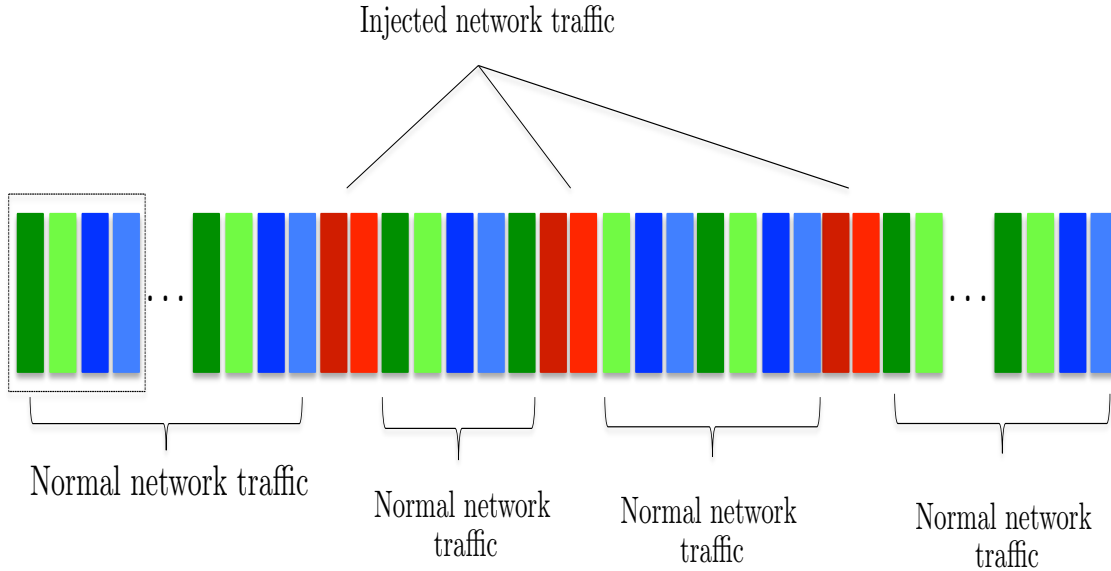 Injected network traffic
. . .
. . .
Normal network traffic
Normal network
traffic
Normal network
traffic
Normal network
traffic